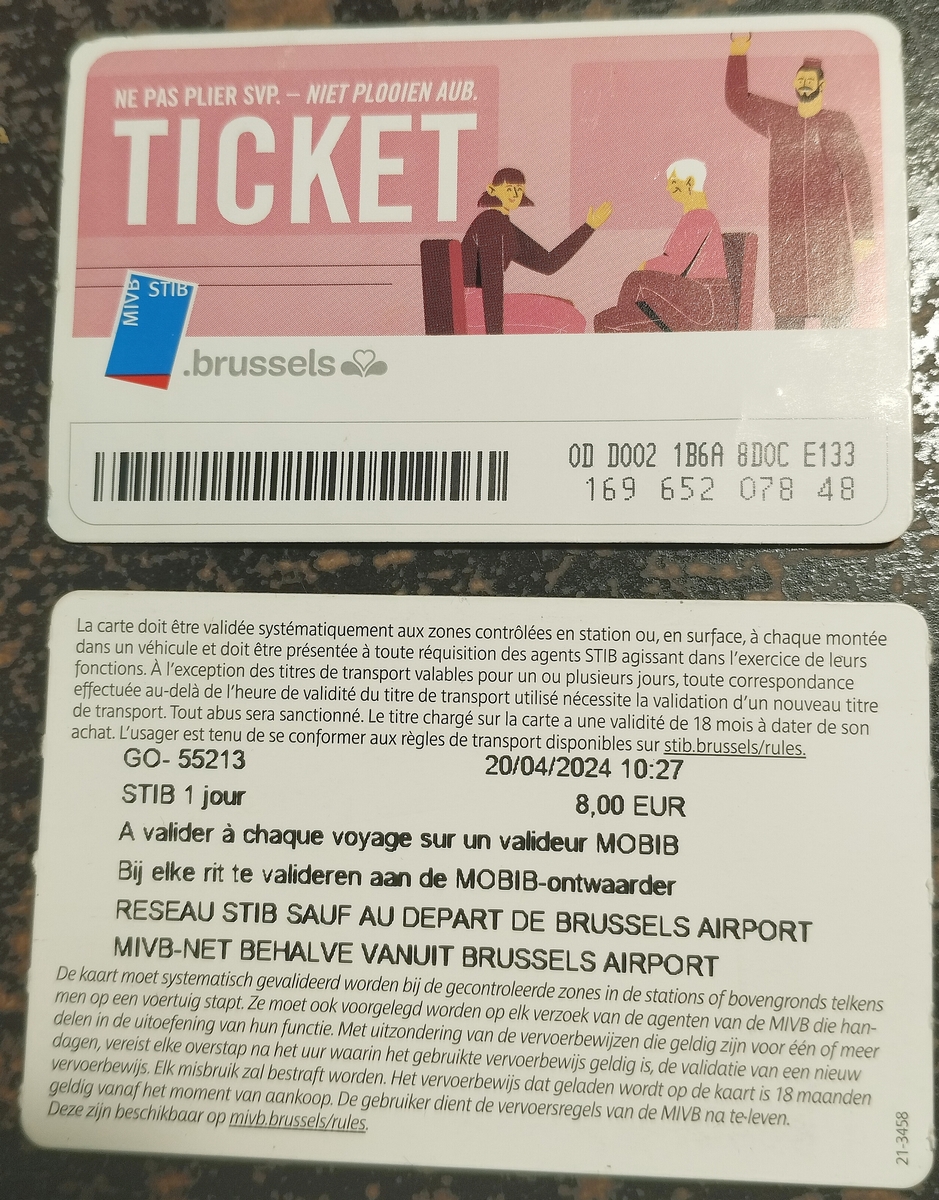 NE PAS PLIER SVP. – NIET PLOOIEN AUB.
TICKET
MIVB STIB
.brussels
0D D002 1B6A 8D0C E133
169 652 078 48
La carte doit être validée systématiquement aux zones contrôlées en station ou, en surface, à chaque montée
dans un véhicule et doit être présentée à toute réquisition des agents STIB agissant dans l'exercice de leurs
fonctions. À l'exception des titres de transport valables pour un ou plusieurs jours, toute correspondance
effectuée au-delà de l'heure de validité du titre de transport utilisé nécessite la validation d'un nouveau titre
de transport. Tout abus sera sanctionné. Le titre chargé sur la carte a une validité de 18 mois à dater de son
achat. L'usager est tenu de se conformer aux règles de transport disponibles sur stib.brussels/rules.
GO- 55213 20/04/2024 10:27
STIB 1 jour 8,00 EUR
A valider à chaque voyage sur un valideur MOBIB
Bij elke rit te valideren aan de MOBIB-ontwaarder
RESEAU STIB SAUF AU DEPART DE BRUSSELS AIRPORT
MIVB-NET BEHALVE VANUIT BRUSSELS AIRPORT
De kaart moet systematisch gevalideerd worden bij de gecontroleerde zones in de stations of bovengronds telkens
men op een voertuig stapt. Ze moet ook voorgelegd worden op elk verzoek van de agenten van de MIVB die han-
delen in de uitoefening van hun functie. Met uitzondering van de vervoerbewijzen die geldig zijn voor één of meer
dagen, vereist elke overstap na het uur waarin het gebruikte vervoerbewijs geldig is, de validatie van een nieuw
vervoerbewijs. Elk misbruik zal bestraft worden. Het vervoerbewijs dat geladen wordt op de kaart is 18 maanden
geldig vanaf het moment van aankoop. De gebruiker dient de vervoersregels van de MIVB na te-leven.
Deze zijn beschikbaar op mivb.brussels/rules.
21-3458